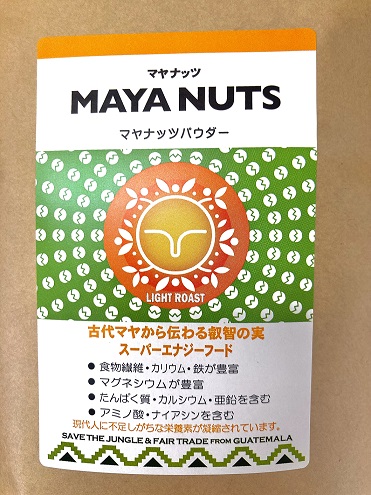 マヤナッツ
MAYA NUTS
マヤナッツパウダー
LIGHT ROAST
古代マヤから伝わる叡智の実
スーパーエナジーフード
● 食物繊維・カリウム・鉄が豊富
● マグネシウムが豊富
● たんぱく質・カルシウム・亜鉛を含む
● アミノ酸・ナイアシンを含む
現代人に不足しがちな栄養素が凝縮されています。
SAVE THE JUNGLE & FAIR TRADE FROM GUATEMALA